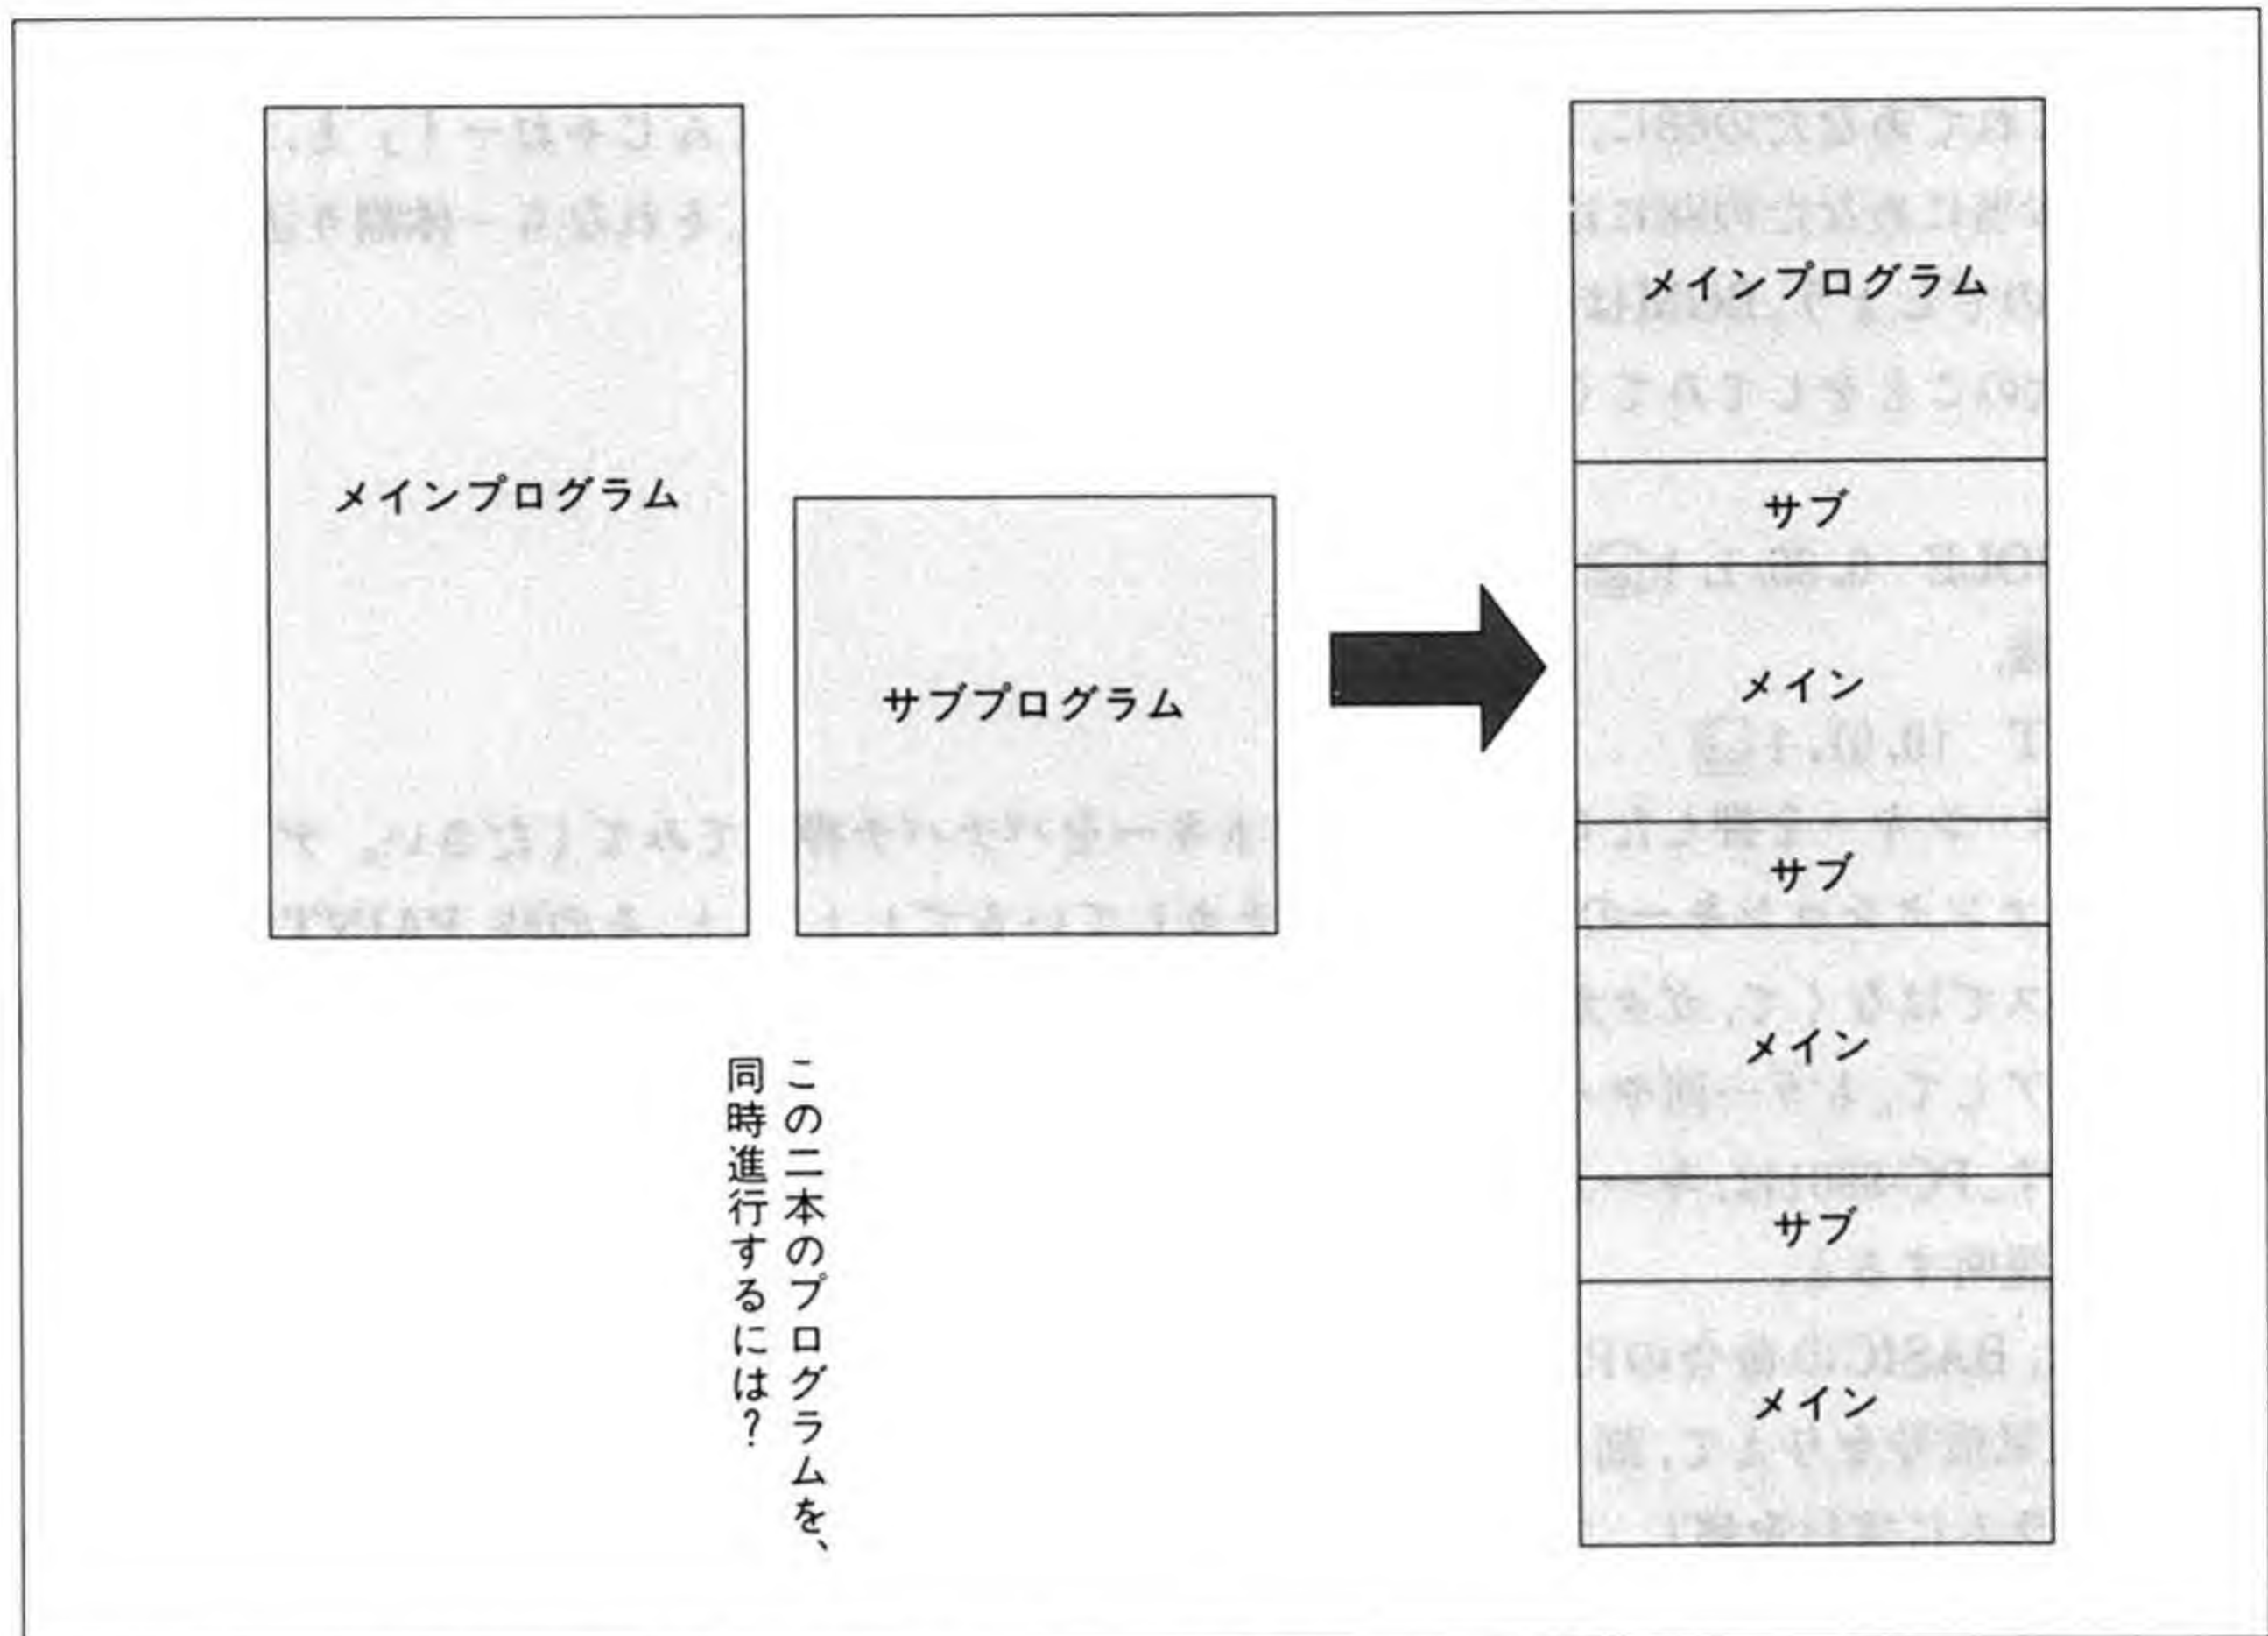 メインプログラム
サブプログラム
この二本のプログラムを、
同時進行するには？
メインプログラム
サブ
メイン
サブ
メイン
サブ
メイン